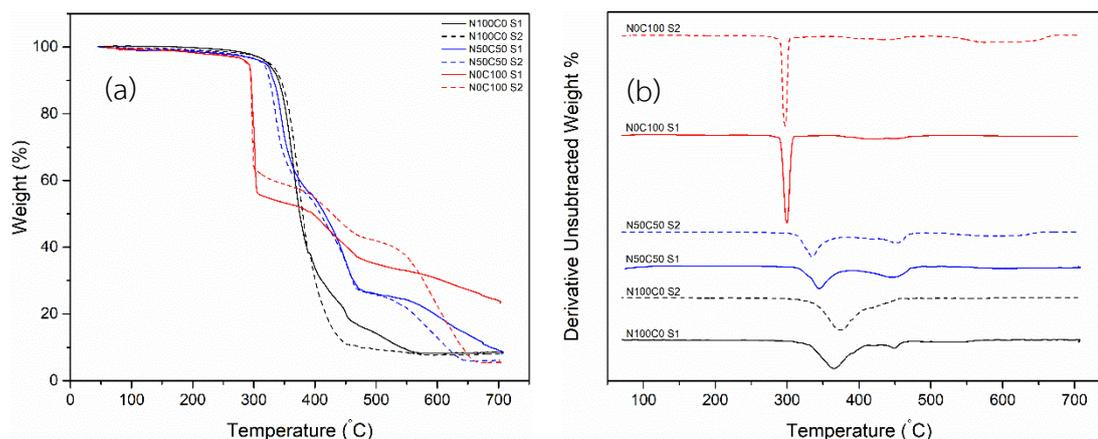 (a)
N100C0 S1
N100C0 S2
N50C50 S1
N50C50 S2
N0C100 S1
N0C100 S2
100
80
60
40
20
0
Weight (%)
0 100 200 300 400 500 600 700
Temperature (°C)
(b)
N0C100 S2
N0C100 S1
N50C50 S2
N50C50 S1
N100C0 S2
N100C0 S1
Derivative Unsubtracted Weight %
100 200 300 400 500 600 700
Temperature (°C)